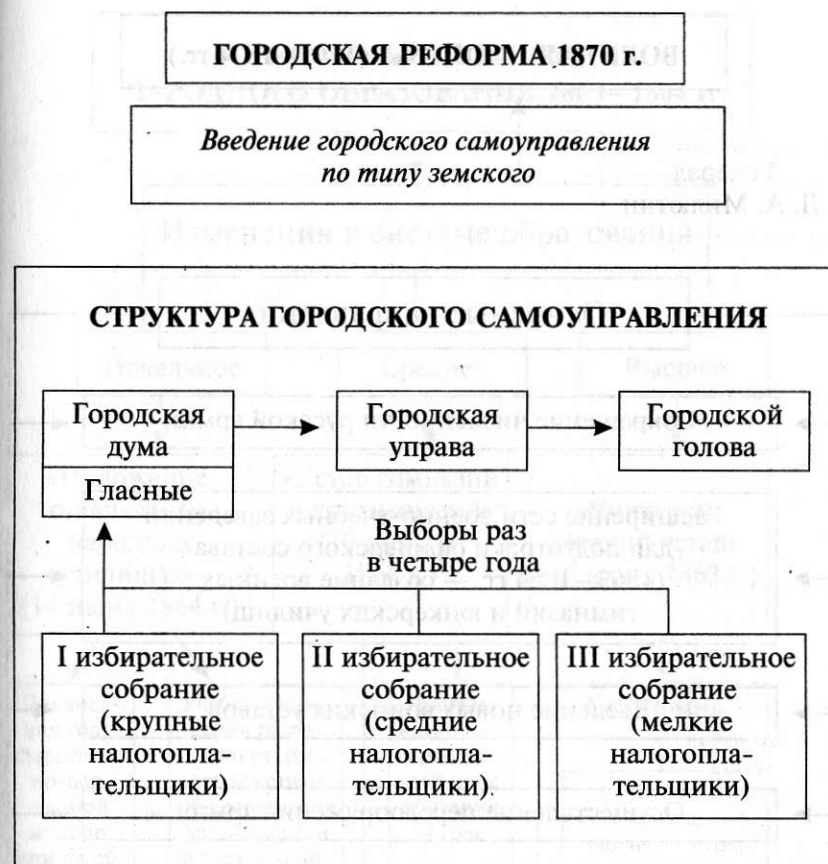 ГОРОДСКАЯ РЕФОРМА 1870 г.
Введение городского самоуправления
по типу земского
СТРУКТУРА ГОРОДСКОГО САМОУПРАВЛЕНИЯ
Городская
дума
Гласные
Городская
управа
Городской
голова
Выборы раз
в четыре года
I избирательное
собрание
(крупные
налогопла-
тельщики)
II избирательное
собрание
(средние
налогопла-
тельщики)
III избирательное
собрание
(мелкие
налогопла-
тельщики)